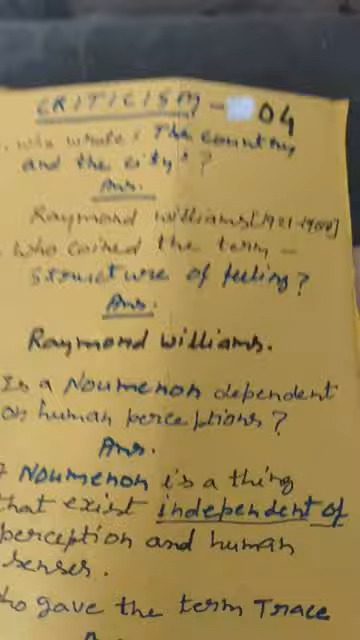 CRITICISM - 04
who wrote "The country
and the city"?
Ans.
Raymond Williams [1921-1988]
who coined the term -
structure of feeling?
Ans.
Raymond Williams.
Is a Noumenon dependent
on human perceptions?
Ans.
Noumenon is a thing
that exist independent of
perception and human
senses.
who gave the term Trace